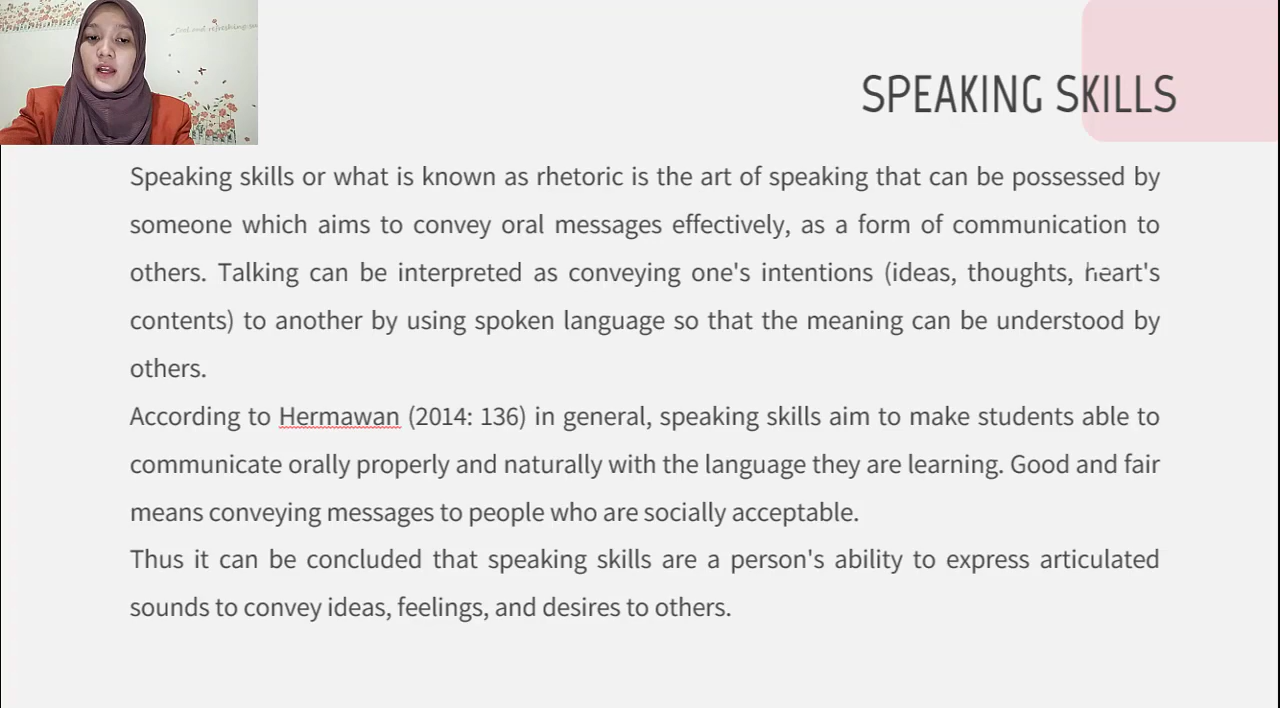 SPEAKING SKILLS
Speaking skills or what is known as rhetoric is the art of speaking that can be possessed by
someone which aims to convey oral messages effectively, as a form of communication to
others. Talking can be interpreted as conveying one's intentions (ideas, thoughts, heart's
contents) to another by using spoken language so that the meaning can be understood by
others.
According to Hermawan (2014: 136) in general, speaking skills aim to make students able to
communicate orally properly and naturally with the language they are learning. Good and fair
means conveying messages to people who are socially acceptable.
Thus it can be concluded that speaking skills are a person's ability to express articulated
sounds to convey ideas, feelings, and desires to others.